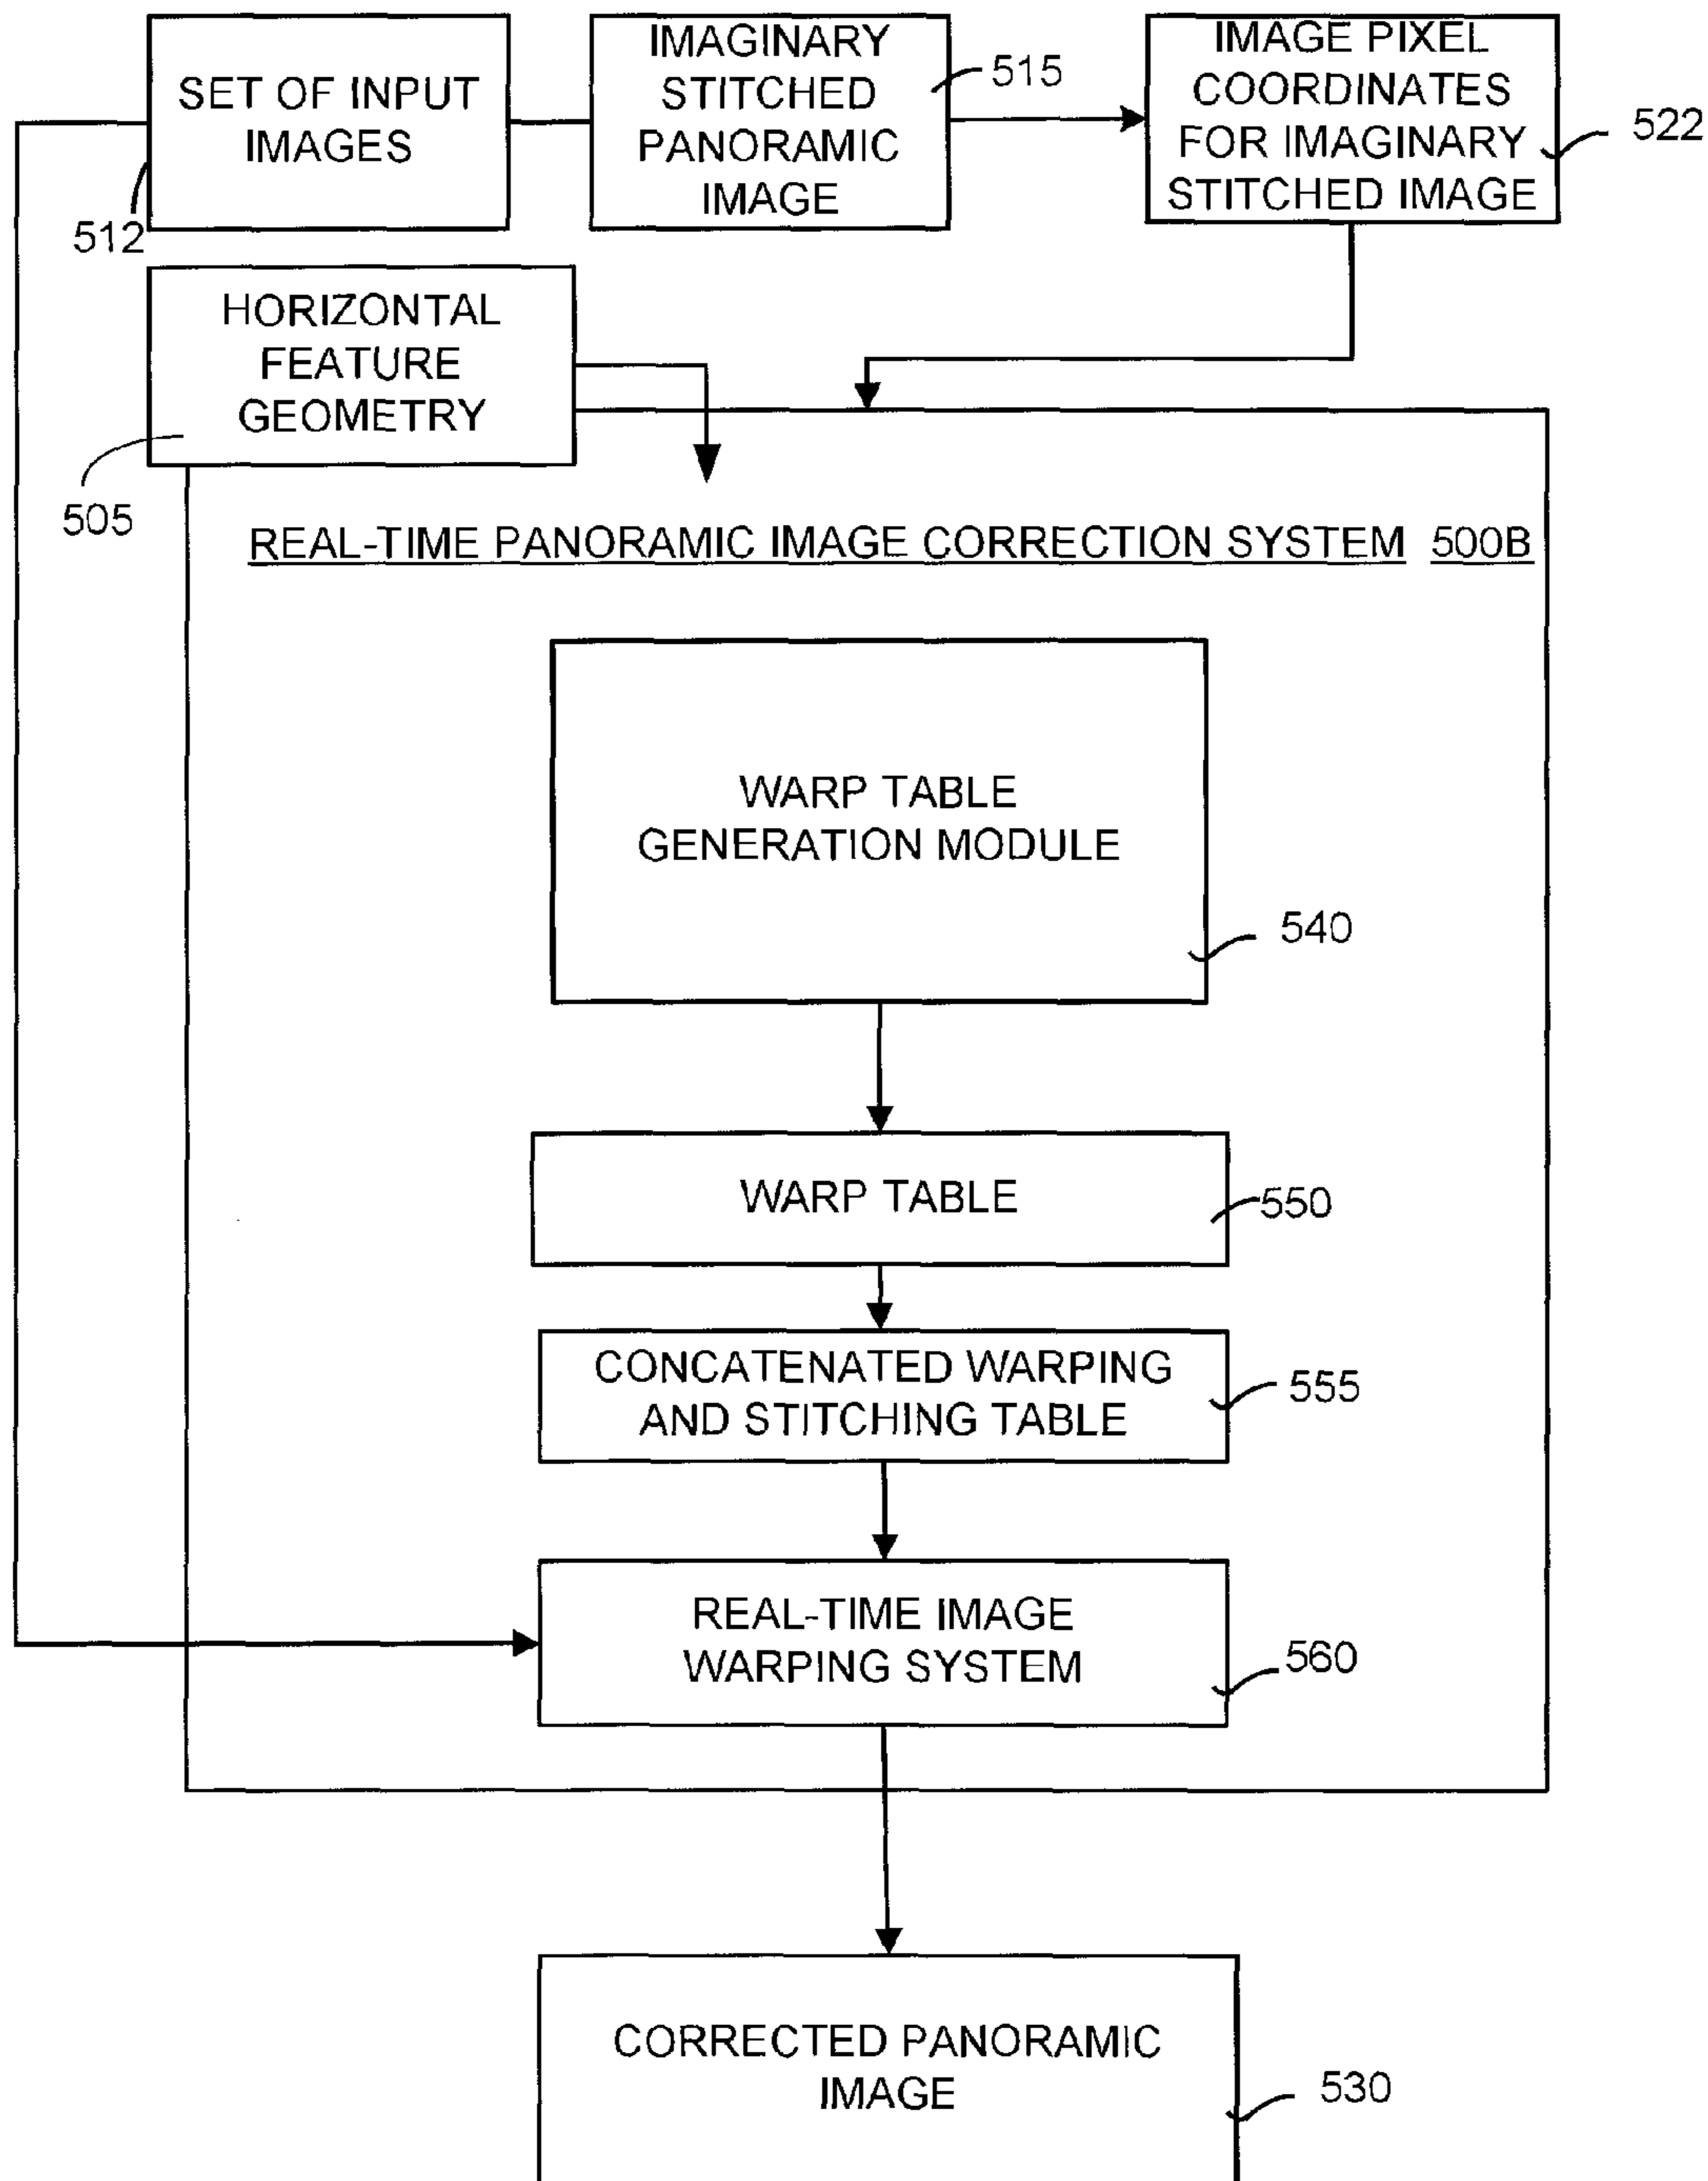 SET OF INPUT
IMAGES
512
IMAGINARY
STITCHED
PANORAMIC
IMAGE
515
IMAGE PIXEL
COORDINATES
FOR IMAGINARY
STITCHED IMAGE
522
HORIZONTAL
FEATURE
GEOMETRY
505
REAL-TIME PANORAMIC IMAGE CORRECTION SYSTEM 500B
WARP TABLE
GENERATION MODULE
540
WARP TABLE
550
CONCATENATED WARPING
AND STITCHING TABLE
555
REAL-TIME IMAGE
WARPING SYSTEM
560
CORRECTED PANORAMIC
IMAGE
530